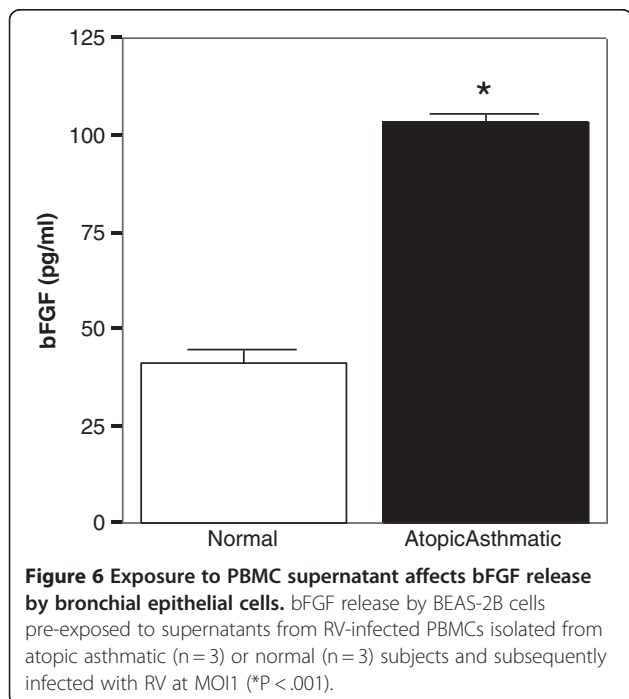 125
*
100
75
bFGF (pg/ml)
50
25
0
Normal AtopicAsthmatic
Figure 6 Exposure to PBMC supernatant affects bFGF release
by bronchial epithelial cells. bFGF release by BEAS-2B cells
pre-exposed to supernatants from RV-infected PBMCs isolated from
atopic asthmatic (n = 3) or normal (n = 3) subjects and subsequently
infected with RV at MOI1 (*P < .001).